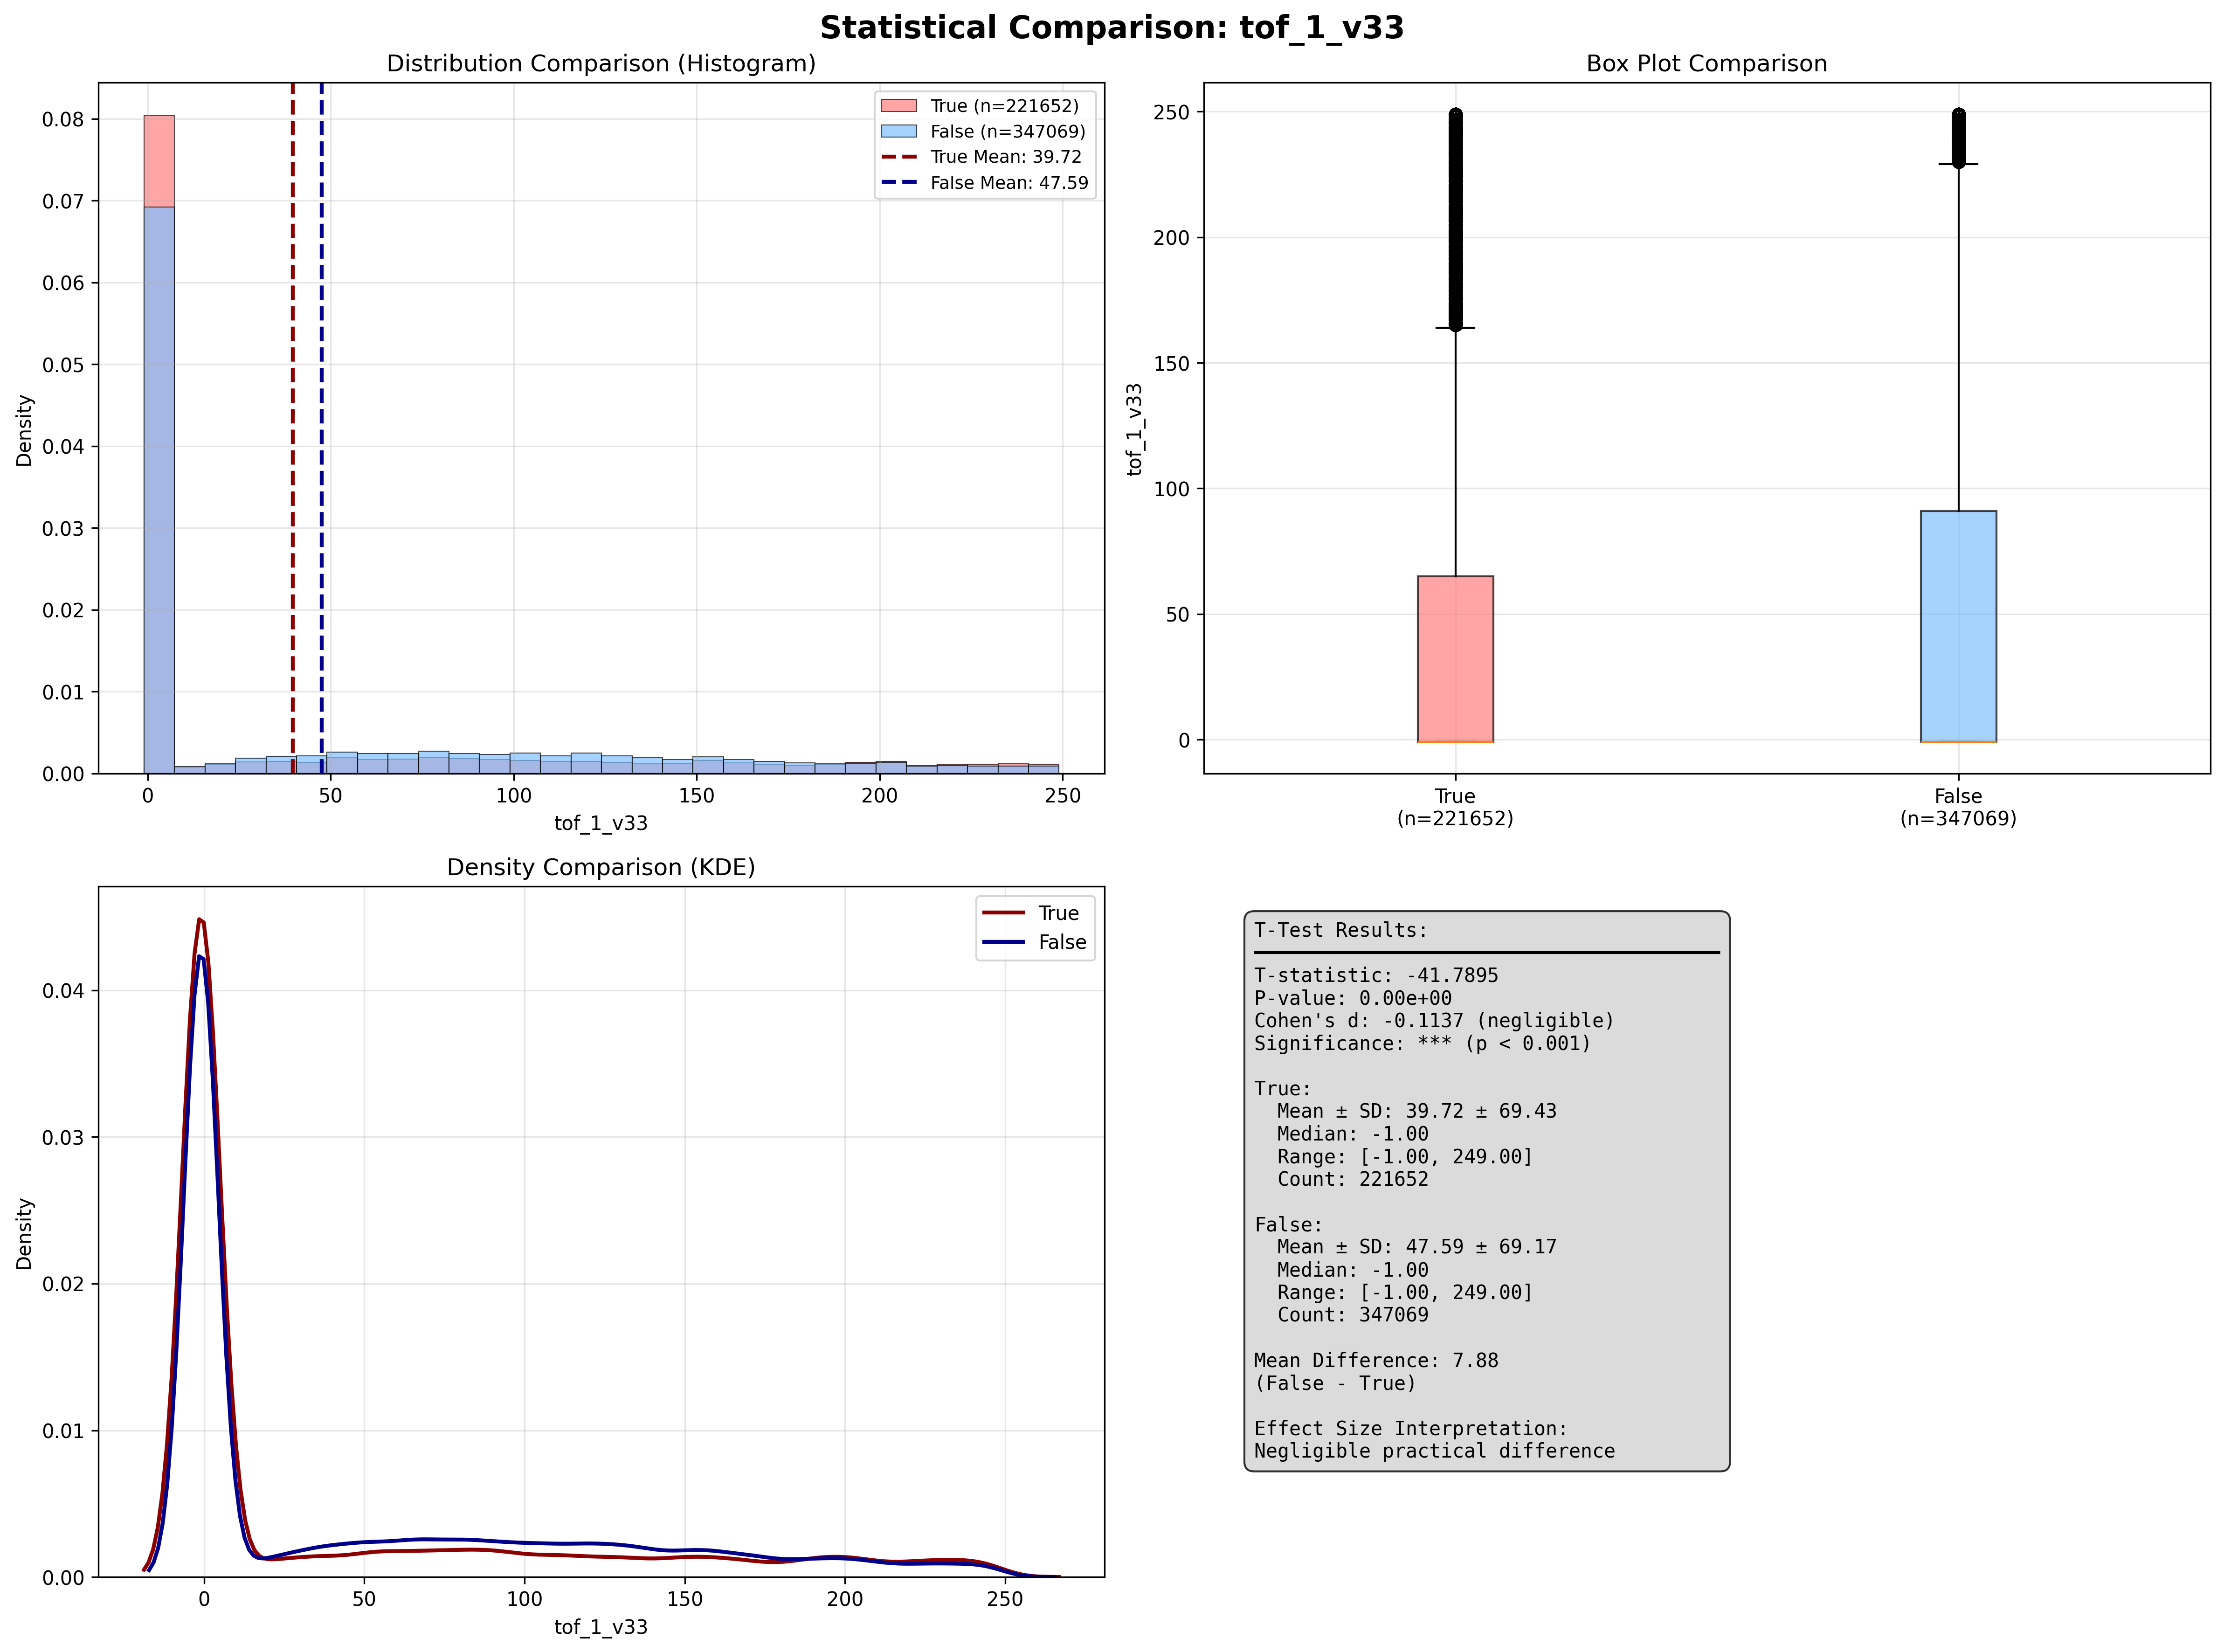 Statistical Comparison: tof_1_v33
Distribution Comparison (Histogram)
Density
0.08
0.07
0.06
0.05
0.04
0.03
0.02
0.01
0.00
0
50
100
150
200
250
tof_1_v33
True (n=221652)
False (n=347069)
True Mean: 39.72
False Mean: 47.59
Box Plot Comparison
tof_1_v33
250
200
150
100
50
0
True
(n=221652)
False
(n=347069)
Density Comparison (KDE)
Density
0.04
0.03
0.02
0.01
0.00
0
50
100
150
200
250
tof_1_v33
True
False
T-Test Results:
T-statistic: -41.7895
P-value: 0.00e+00
Cohen's d: -0.1137 (negligible)
Significance: *** (p < 0.001)
True:
Mean ± SD: 39.72 ± 69.43
Median: -1.00
Range: [-1.00, 249.00]
Count: 221652
False:
Mean ± SD: 47.59 ± 69.17
Median: -1.00
Range: [-1.00, 249.00]
Count: 347069
Mean Difference: 7.88
(False - True)
Effect Size Interpretation:
Negligible practical difference